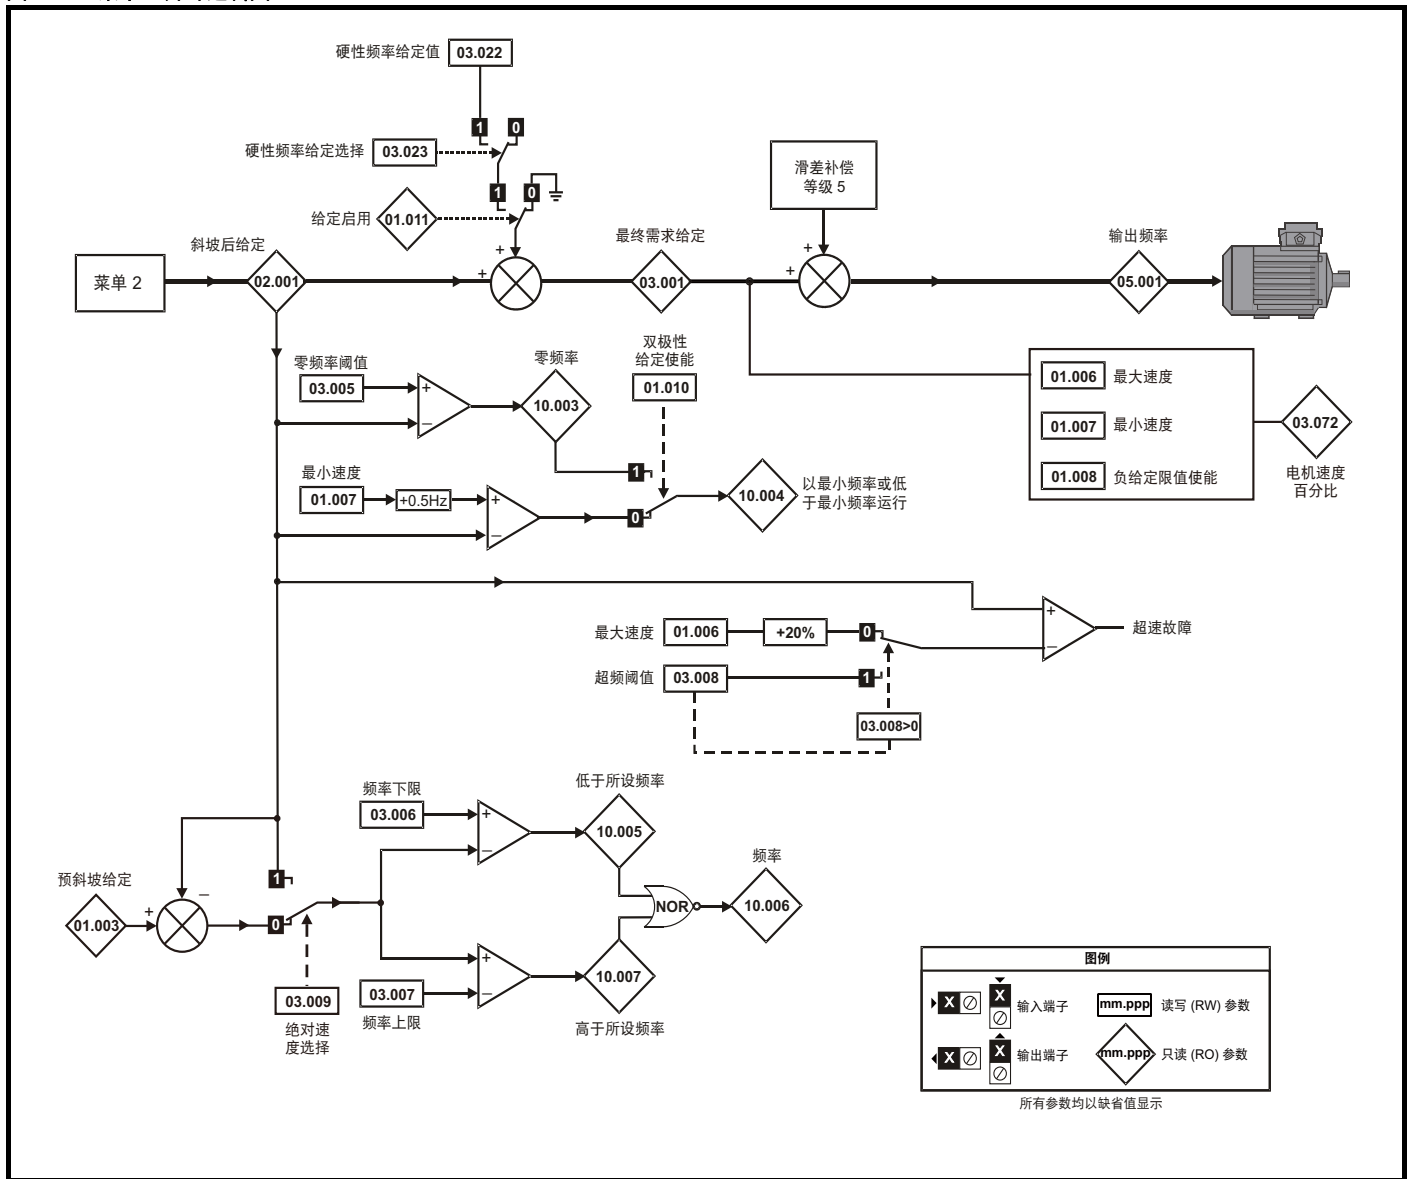 硬性频率给定值 03.022
1 0
硬性频率给定选择 03.023
1 0
给定启用 01.011
滑差补偿
等级 5
斜坡后给定
最终需求给定
输出频率
菜单 2
02.001
+
+
03.001
+
+
05.001
零频率阈值
03.005
+
–
零频率
10.003
双极性
给定使能
01.010
01.006 最大速度
01.007 最小速度
01.008 负给定限值使能
03.072
电机速度
百分比
最小速度
01.007
+0.5Hz
+
–
1
0
10.004
以最小频率或低
于最小频率运行
最大速度 01.006 +20% 0
超频阈值 03.008 1
03.008>0
+
–
超速故障
频率下限
03.006
+
–
低于所设频率
10.005
频率
NOR
10.006
预斜坡给定
01.003
+
–
1
0
03.009
绝对速
度选择
03.007
频率上限
+
–
10.007
高于所设频率
图例
X X 输入端子
mm.ppp 读写 (RW) 参数
X X 输出端子
mm.ppp 只读 (RO) 参数
所有参数均以缺省值显示